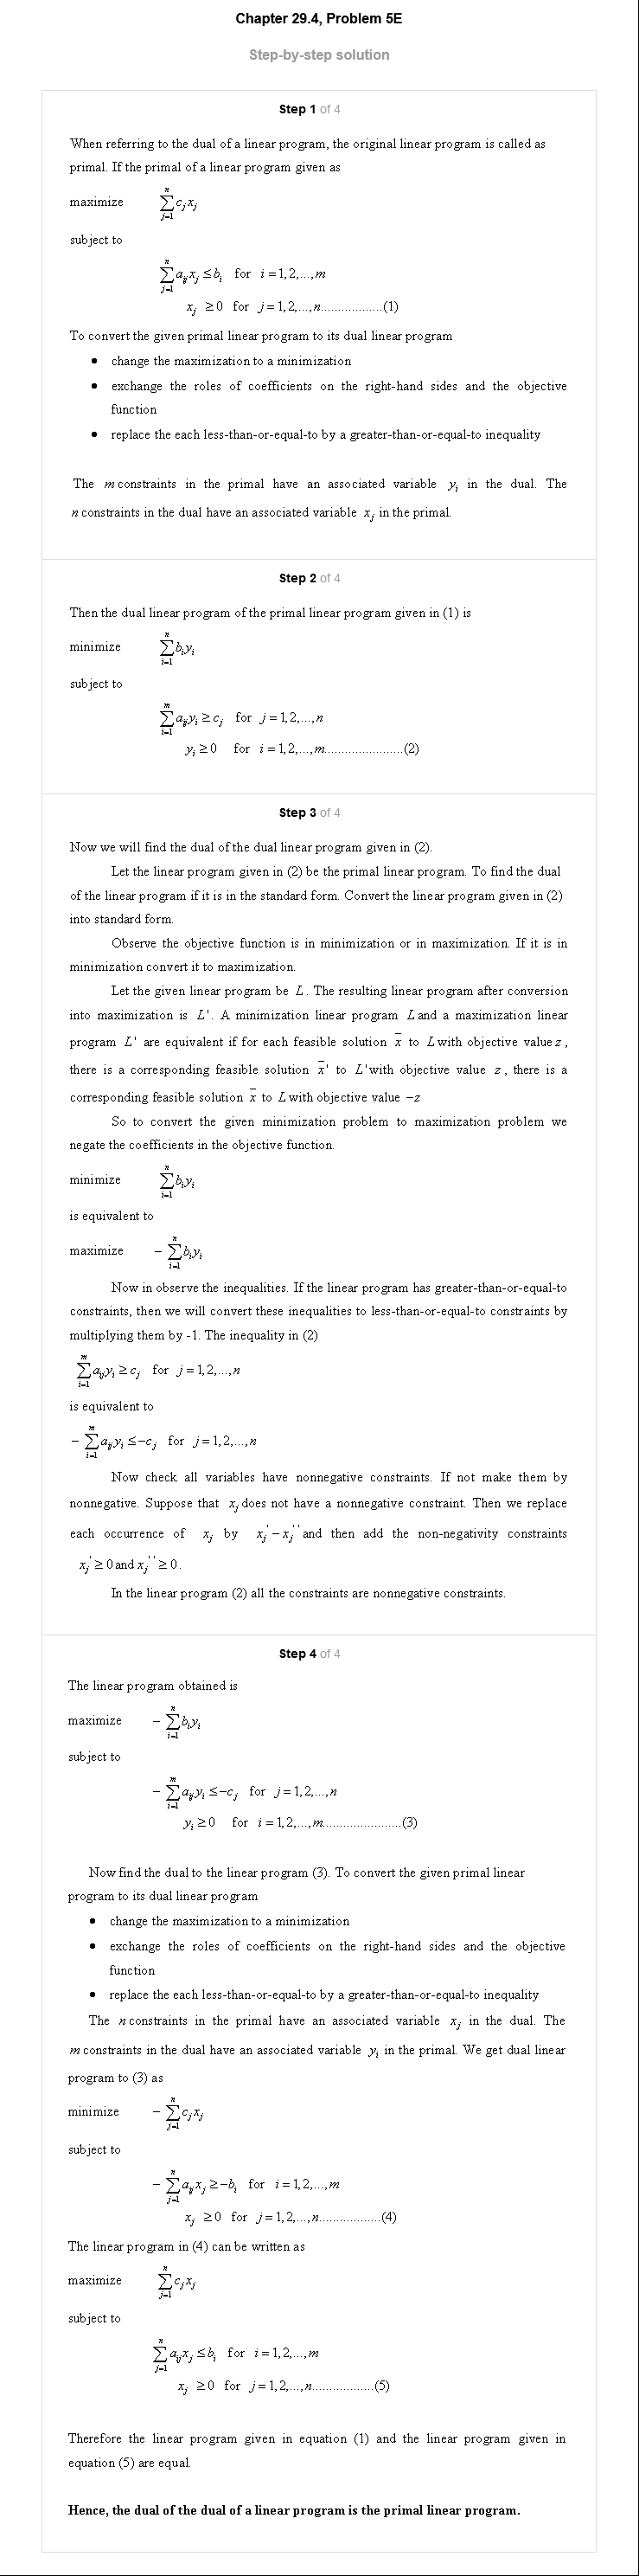 Chapter 29.4, Problem 5E
Step-by-step solution
Step 1 of 4
When referring to the dual of a linear program, the original linear program is called as
primal. If the primal of a linear program given as
maximize ∑_{j=1}^{n} c_j x_j
subject to
∑_{j=1}^{n} a_{ij} x_j ≤ b_i for i = 1, 2, ..., m
x_j ≥ 0 for j = 1, 2, ..., n..................(1)
To convert the given primal linear program to its dual linear program
• change the maximization to a minimization
• exchange the roles of coefficients on the right-hand sides and the objective
function
• replace the each less-than-or-equal-to by a greater-than-or-equal-to inequality
The m constraints in the primal have an associated variable y_i in the dual. The
n constraints in the dual have an associated variable x_j in the primal.
Step 2 of 4
Then the dual linear program of the primal linear program given in (1) is
minimize ∑_{i=1}^{n} b_i y_i
subject to
∑_{i=1}^{m} a_{ij} y_i ≥ c_j for j = 1, 2, ..., n
y_i ≥ 0 for i = 1, 2, ..., m.......................(2)
Step 3 of 4
Now we will find the dual of the dual linear program given in (2).
Let the linear program given in (2) be the primal linear program. To find the dual
of the linear program if it is in the standard form. Convert the linear program given in (2)
into standard form.
Observe the objective function is in minimization or in maximization. If it is in
minimization convert it to maximization.
Let the given linear program be L. The resulting linear program after conversion
into maximization is L'. A minimization linear program L and a maximization linear
program L' are equivalent if for each feasible solution x̄ to L with objective value z,
there is a corresponding feasible solution x̄' to L' with objective value z, there is a
corresponding feasible solution x̄ to L with objective value −z
So to convert the given minimization problem to maximization problem we
negate the coefficients in the objective function.
minimize ∑_{i=1}^{n} b_i y_i
is equivalent to
maximize − ∑_{i=1}^{n} b_i y_i
Now in observe the inequalities. If the linear program has greater-than-or-equal-to
constraints, then we will convert these inequalities to less-than-or-equal-to constraints by
multiplying them by -1. The inequality in (2)
∑_{i=1}^{m} a_{ij} y_i ≥ c_j for j = 1, 2, ..., n
is equivalent to
− ∑_{i=1}^{m} a_{ij} y_i ≤ −c_j for j = 1, 2, ..., n
Now check all variables have nonnegative constraints. If not make them by
nonnegative. Suppose that x_j does not have a nonnegative constraint. Then we replace
each occurrence of x_j by x_j' − x_j'' and then add the non-negativity constraints
x_j' ≥ 0 and x_j'' ≥ 0.
In the linear program (2) all the constraints are nonnegative constraints.
Step 4 of 4
The linear program obtained is
maximize − ∑_{i=1}^{n} b_i y_i
subject to
− ∑_{i=1}^{m} a_{ij} y_i ≤ −c_j for j = 1, 2, ..., n
y_i ≥ 0 for i = 1, 2, ..., m.......................(3)
Now find the dual to the linear program (3). To convert the given primal linear
program to its dual linear program
• change the maximization to a minimization
• exchange the roles of coefficients on the right-hand sides and the objective
function
• replace the each less-than-or-equal-to by a greater-than-or-equal-to inequality
The n constraints in the primal have an associated variable x_j in the dual. The
m constraints in the dual have an associated variable y_i in the primal. We get dual linear
program to (3) as
minimize − ∑_{j=1}^{n} c_j x_j
subject to
− ∑_{j=1}^{n} a_{ij} x_j ≥ −b_i for i = 1, 2, ..., m
x_j ≥ 0 for j = 1, 2, ..., n..................(4)
The linear program in (4) can be written as
maximize ∑_{j=1}^{n} c_j x_j
subject to
∑_{j=1}^{n} a_{ij} x_j ≤ b_i for i = 1, 2, ..., m
x_j ≥ 0 for j = 1, 2, ..., n..................(5)
Therefore the linear program given in equation (1) and the linear program given in
equation (5) are equal.
Hence, the dual of the dual of a linear program is the primal linear program.